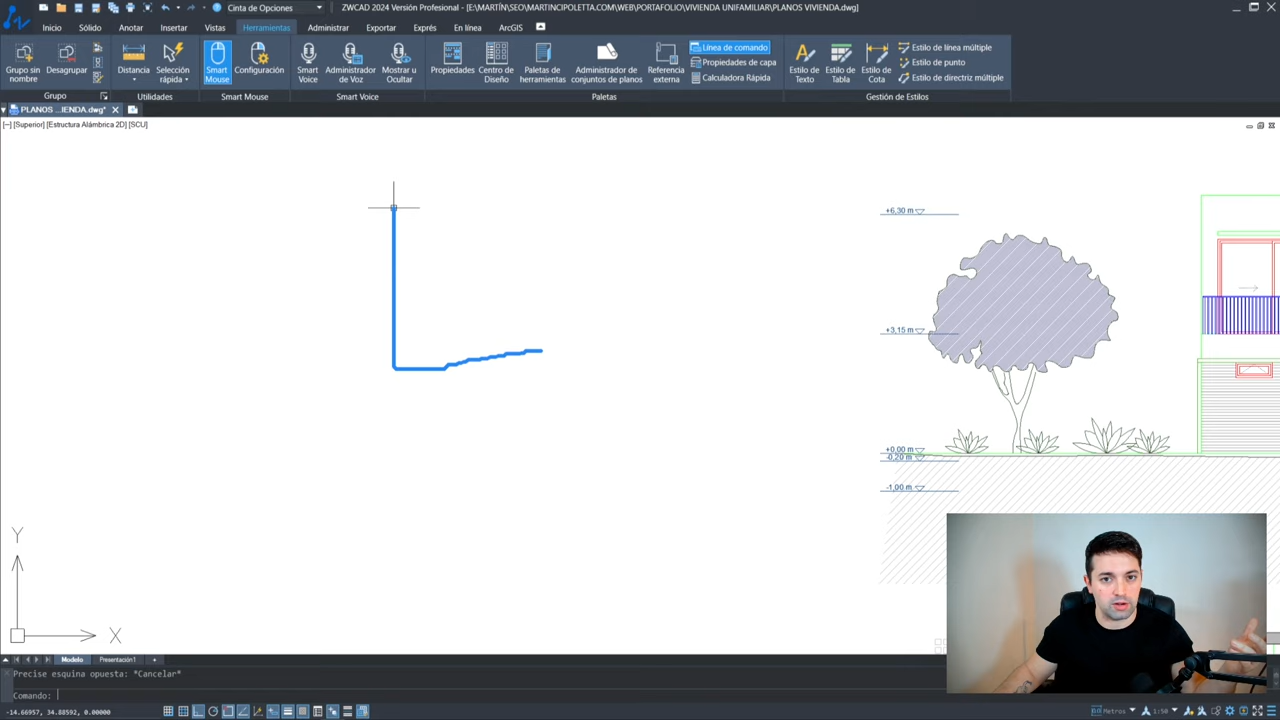 Cinta de Opciones
ZWCAD 2024 Versión Profesional - [E:\MARTÍN\SEO\MARTINCIPOLETTA.COM\WEB\PORTAFOLIO\VIVIENDA UNIFAMILIAR\PLANOS VIVIENDA.dwg]
Inicio Sólido Anotar Insertar Vistas Herramientas Administrar Exportar Exprés En línea ArcGIS
Grupo sin nombre
Desagrupar
Distancia
Selección rápida
Smart Mouse
Configuración
Smart Voice
Administrador de Voz
Mostrar u Ocultar
Propiedades
Centro de Diseño
Paletas de herramientas
Administrador de conjuntos de planos
Referencia externa
Línea de comando
Propiedades de capa
Calculadora Rápida
Estilo de Texto
Estilo de Tabla
Estilo de Cota
Estilo de línea múltiple
Estilo de punto
Estilo de directriz múltiple
Grupo Utilidades Smart Mouse Smart Voice Paletas Gestión de Estilos
PLANOS ...IENDA.dwg*
[−] [Superior] [Estructura Alámbrica 2D] [SCU]
+6,30 m
+3,15 m
+0,00 m
-0,20 m
-1,00 m
Y
X
Modelo Presentación1 +
Precise esquina opuesta: *Cancelar*
Comando:
-14.66957, 34.88592, 0.00000
Metros 1:50